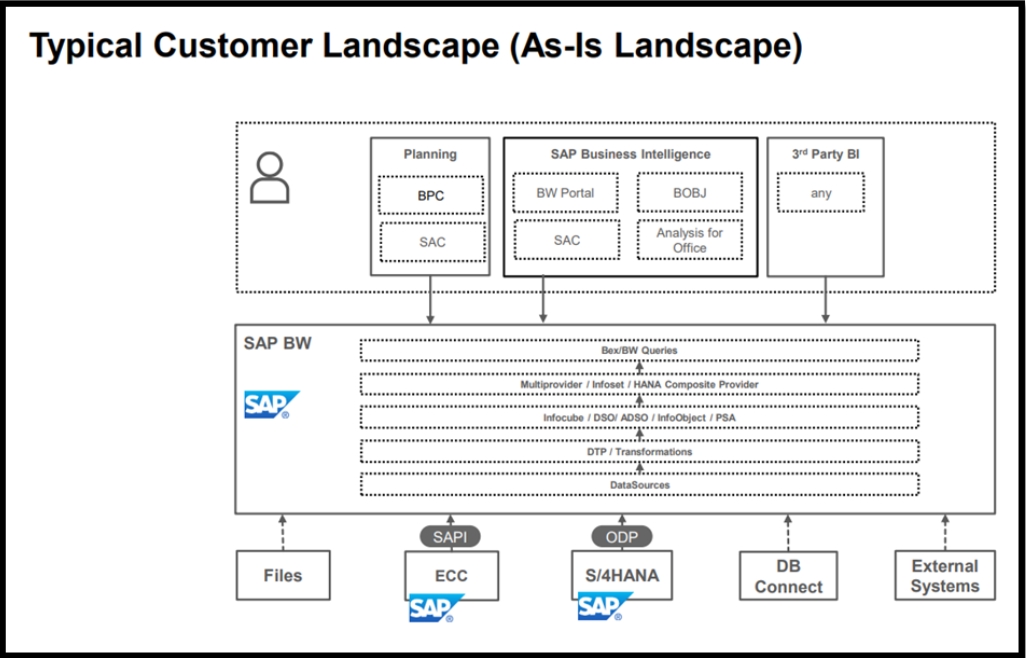 Typical Customer Landscape (As-Is Landscape)
Planning
BPC
SAC
SAP Business Intelligence
BW Portal
BOBJ
SAC
Analysis for
Office
3rd Party BI
any
SAP BW
SAP®
Bex/BW Queries
Multiprovider / Infoset / HANA Composite Provider
Infocube / DSO/ ADSO / InfoObject / PSA
DTP / Transformations
DataSources
SAPI
ODP
Files
ECC
SAP®
S/4HANA
SAP®
DB
Connect
External
Systems